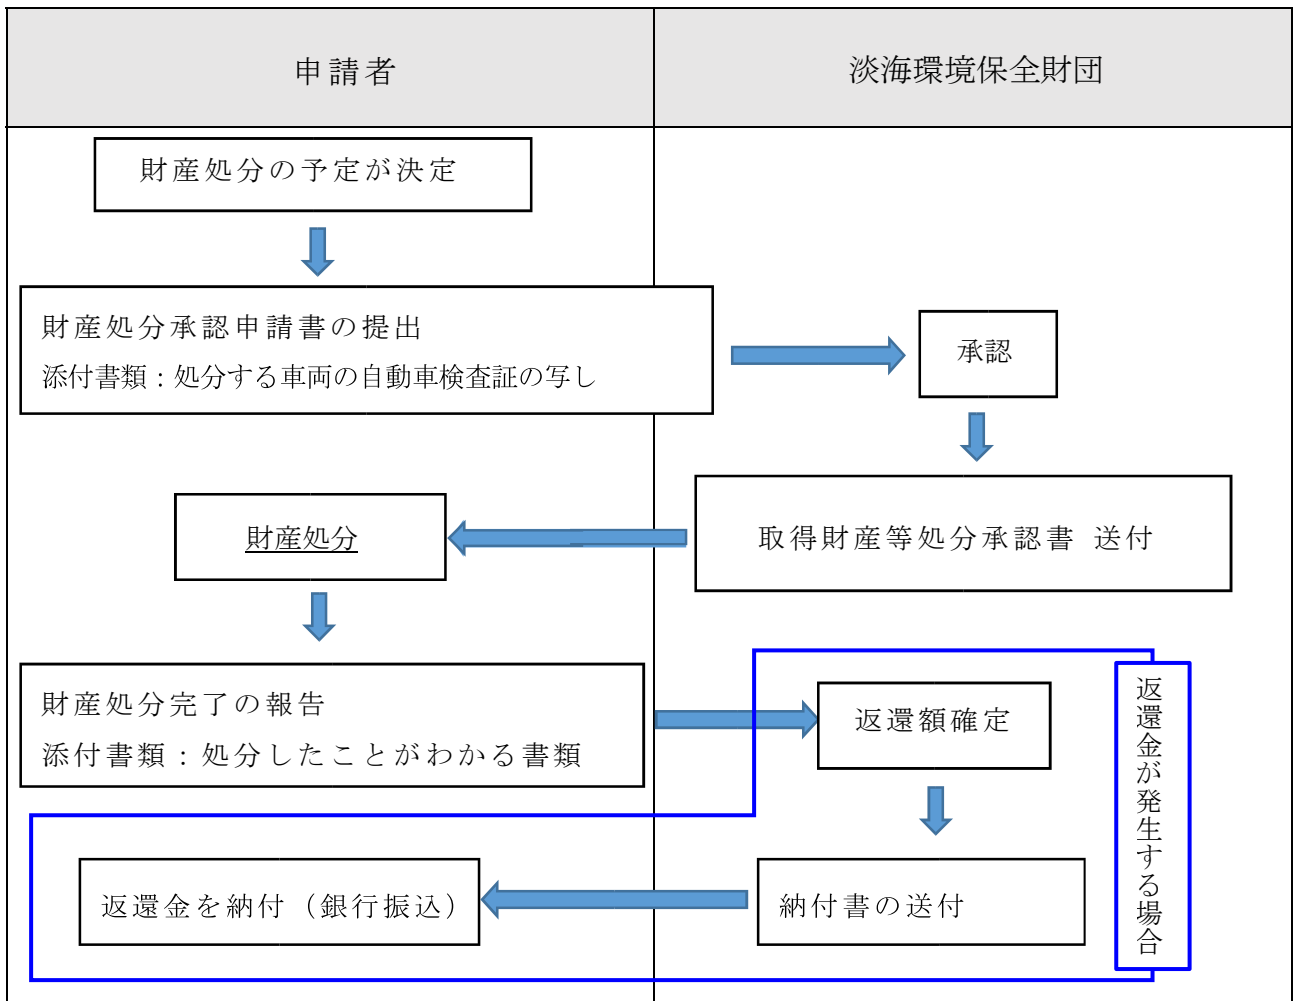 申請者
淡海環境保全財団
財産処分の予定が決定
財産処分承認申請書の提出
添付書類：処分する車両の自動車検査証の写し
承認
取得財産等処分承認書 送付
財産処分
財産処分完了の報告
添付書類：処分したことがわかる書類
返還額確定
納付書の送付
返還金を納付（銀行振込）
返還金が発生する場合